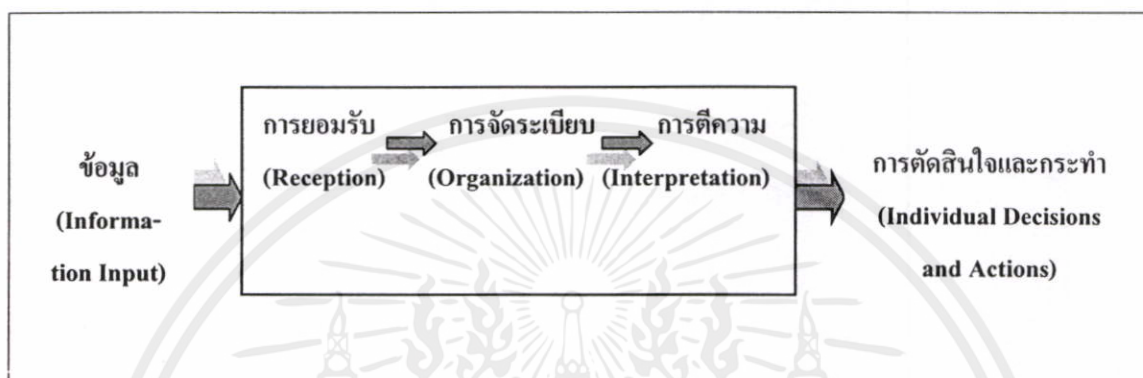 ข้อมูล
(Informa-
tion Input)
การยอมรับ
(Reception)
การจัดระเบียบ
(Organization)
การตีความ
(Interpretation)
การตัดสินใจและกระทำ
(Individual Decisions
and Actions)